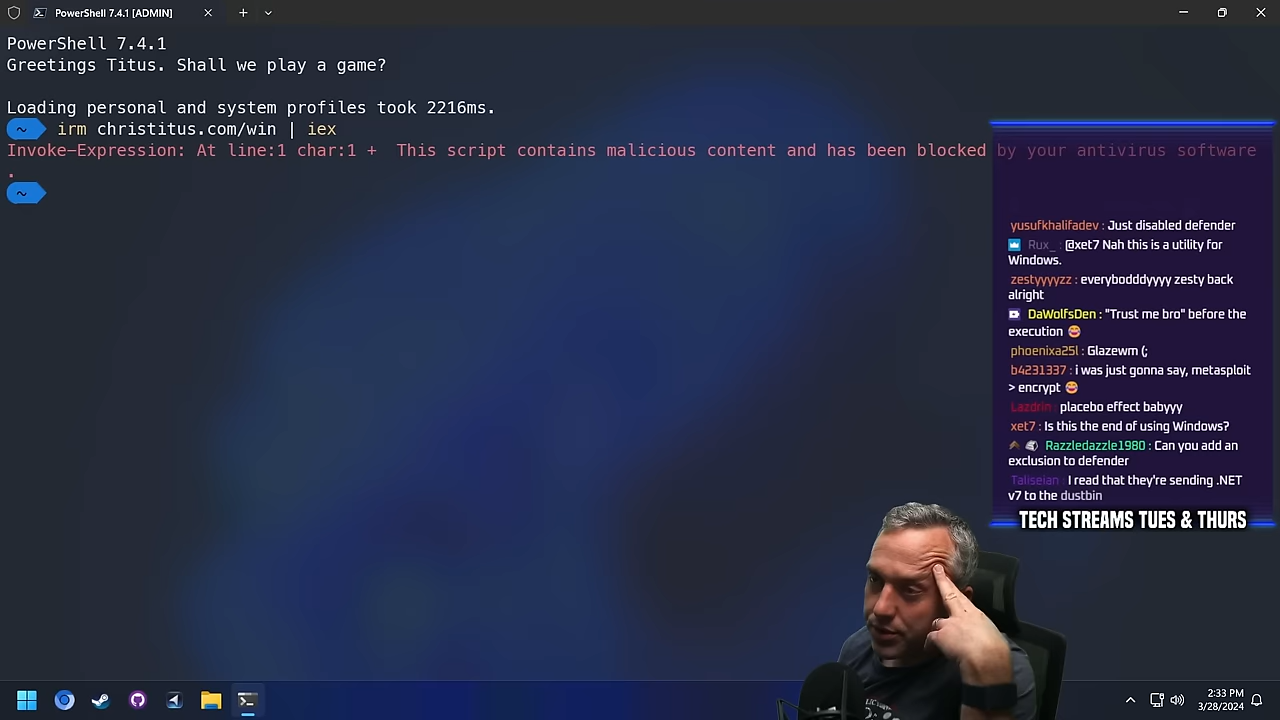 PowerShell 7.4.1 [ADMIN]
PowerShell 7.4.1
Greetings Titus. Shall we play a game?
Loading personal and system profiles took 2216ms.
~ irm christitus.com/win | iex
Invoke-Expression: At line:1 char:1 + This script contains malicious content and has been blocked by your antivirus software
.
~
yusufkhalifadev : Just disabled defender
Rux_ : @xet7 Nah this is a utility for
Windows.
zestyyyyzz : everybodddyyyy zesty back
alright
DaWolfsDen : "Trust me bro" before the
execution 😂
phoenixa25l : Glazewm (;
b4231337 : i was just gonna say, metasploit
> encrypt 😂
Lazdrin : placebo effect babyyy
xet7 : Is this the end of using Windows?
Razzledazzle1980 : Can you add an
exclusion to defender
Taliseian : I read that they're sending .NET
v7 to the dustbin
TECH STREAMS TUES & THURS
2:33 PM
3/28/2024